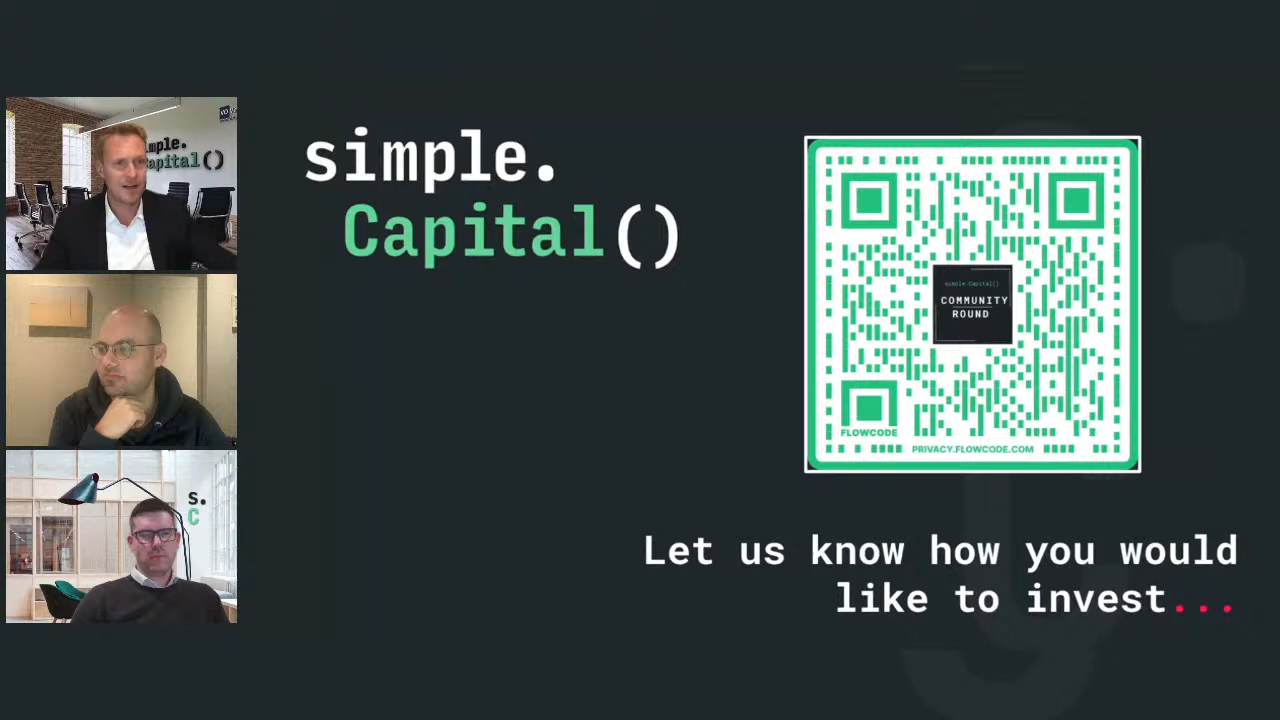 simple.
Capital()
simple.Capital()
COMMUNITY
ROUND
FLOWCODE
PRIVACY.FLOWCODE.COM
Let us know how you would
like to invest...
mple.
apital()
s.
C